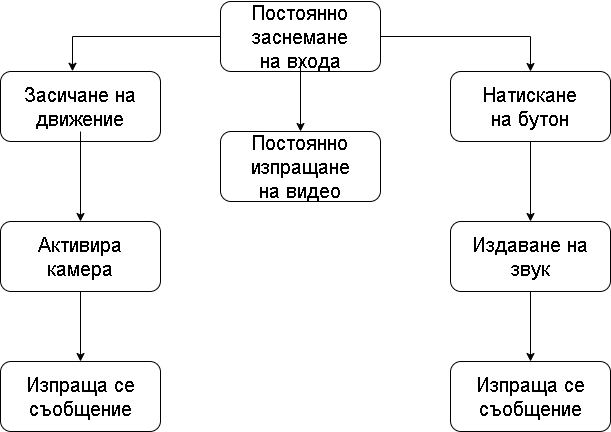 Постоянно
заснемане
на входа
Засичане на
движение
Постоянно
изпращане
на видео
Натискане
на бутон
Активира
камера
Издаване на
звук
Изпраща се
съобщение
Изпраща се
съобщение